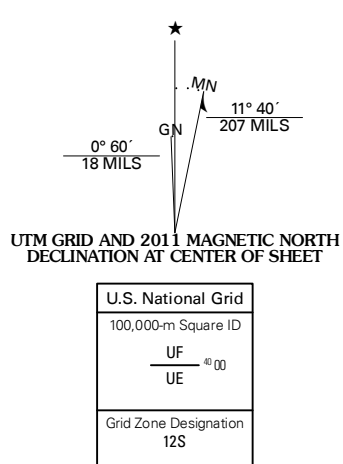 ★
MN
GN
11° 40´
207 MILS
0° 60´
18 MILS
UTM GRID AND 2011 MAGNETIC NORTH
DECLINATION AT CENTER OF SHEET
U.S. National Grid
100,000-m Square ID
UF
UE
40 00
Grid Zone Designation
12S